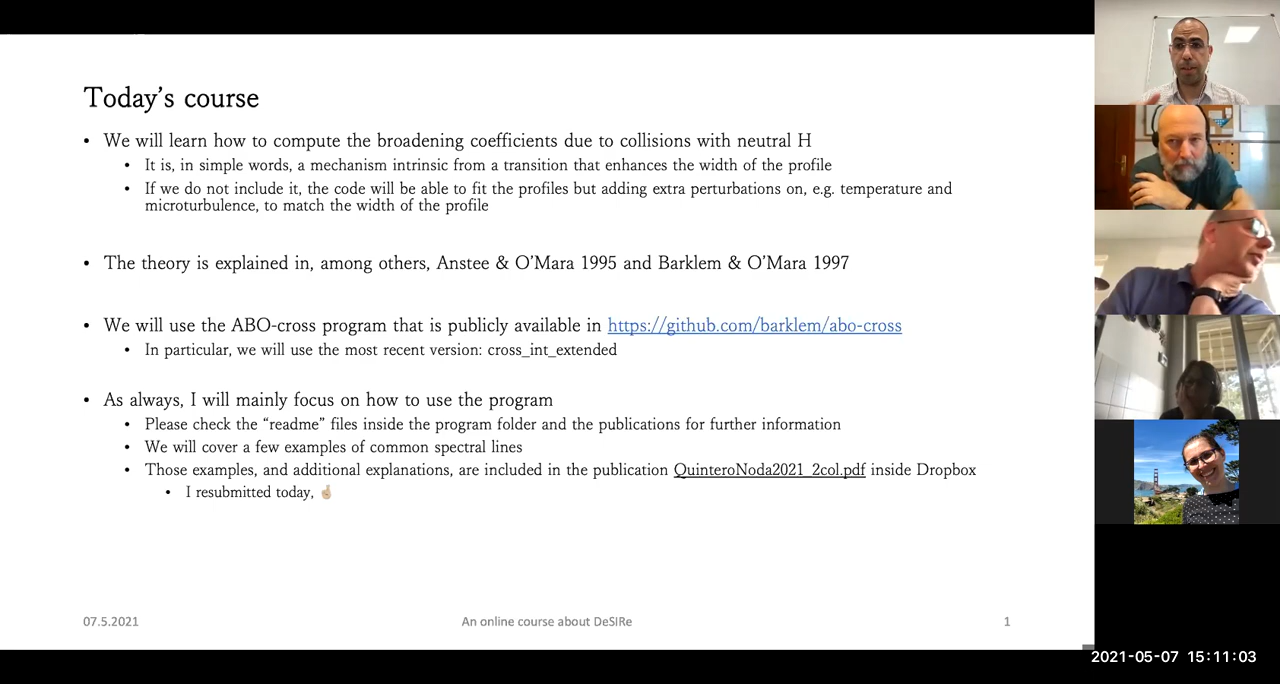 Today's course
• We will learn how to compute the broadening coefficients due to collisions with neutral H
• It is, in simple words, a mechanism intrinsic from a transition that enhances the width of the profile
• If we do not include it, the code will be able to fit the profiles but adding extra perturbations on, e.g. temperature and
microturbulence, to match the width of the profile
• The theory is explained in, among others, Anstee & O'Mara 1995 and Barklem & O'Mara 1997
• We will use the ABO-cross program that is publicly available in https://github.com/barklem/abo-cross
• In particular, we will use the most recent version: cross_int_extended
• As always, I will mainly focus on how to use the program
• Please check the “readme” files inside the program folder and the publications for further information
• We will cover a few examples of common spectral lines
• Those examples, and additional explanations, are included in the publication QuinteroNoda2021_2col.pdf inside Dropbox
• I resubmitted today, 🤞🏼
07.5.2021 An online course about DeSIRe 1
2021-05-07 15:11:03